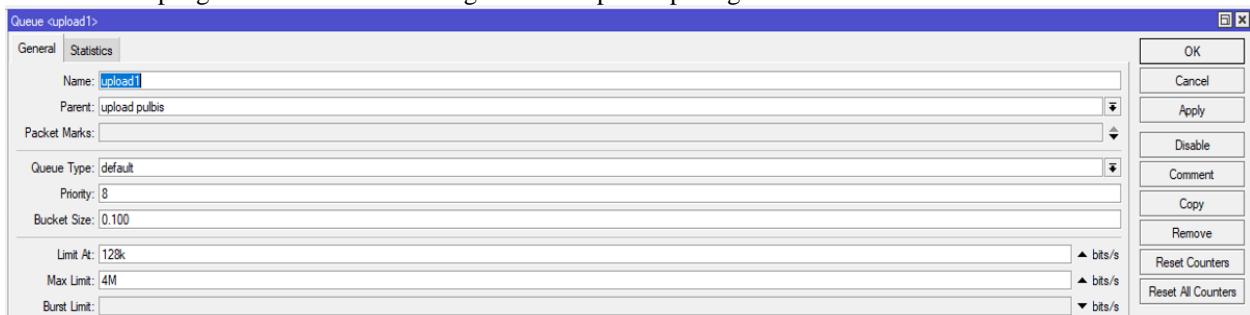 Queue <upload1>
General Statistics
Name: upload1
Parent: upload pulbis
Packet Marks:
Queue Type: default
Priority: 8
Bucket Size: 0.100
Limit At: 128k bits/s
Max Limit: 4M bits/s
Burst Limit: bits/s
OK
Cancel
Apply
Disable
Comment
Copy
Remove
Reset Counters
Reset All Counters